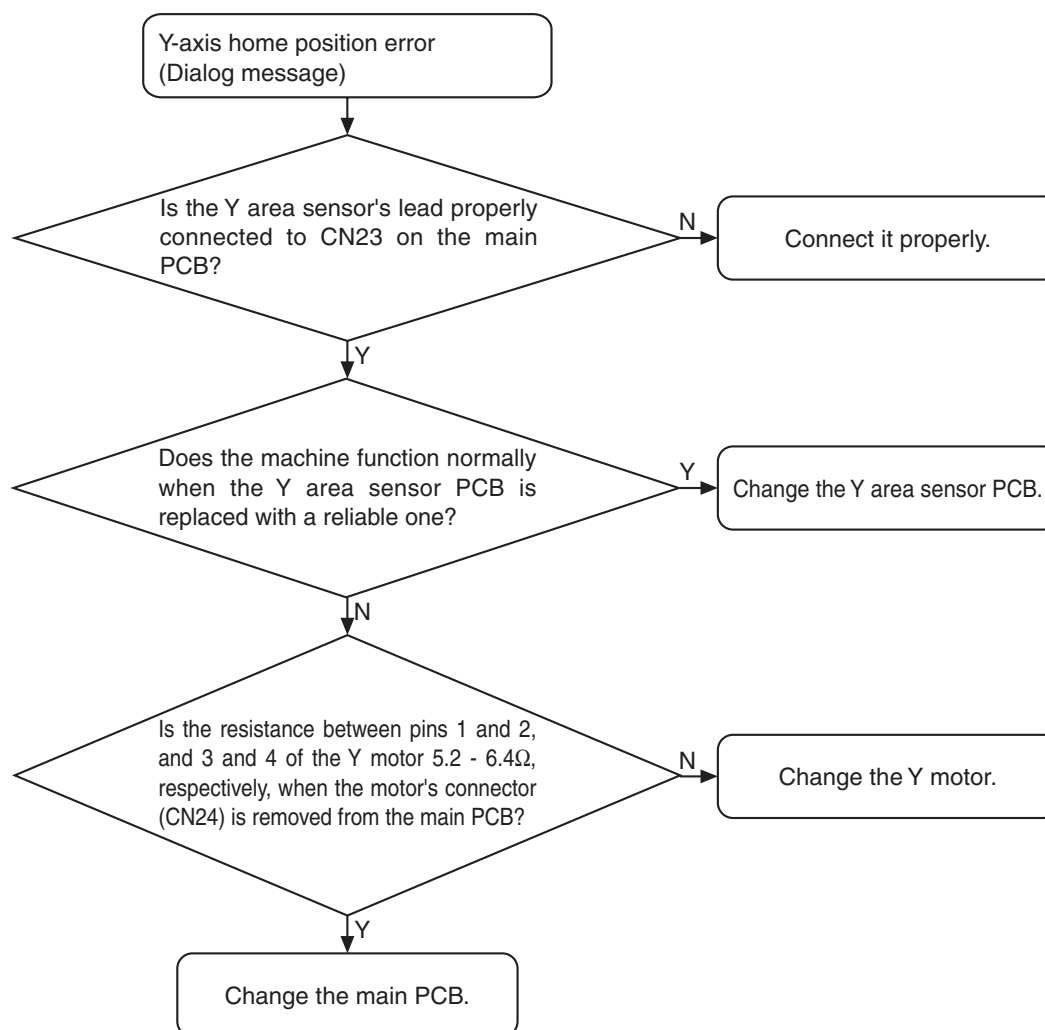 Y-axis home position error
(Dialog message)
Is the Y area sensor's lead properly
connected to CN23 on the main
PCB?
N
Connect it properly.
Y
Does the machine function normally
when the Y area sensor PCB is
replaced with a reliable one?
Y
Change the Y area sensor PCB.
N
Is the resistance between pins 1 and 2,
and 3 and 4 of the Y motor 5.2 - 6.4Ω,
respectively, when the motor's connector
(CN24) is removed from the main PCB?
N
Change the Y motor.
Y
Change the main PCB.